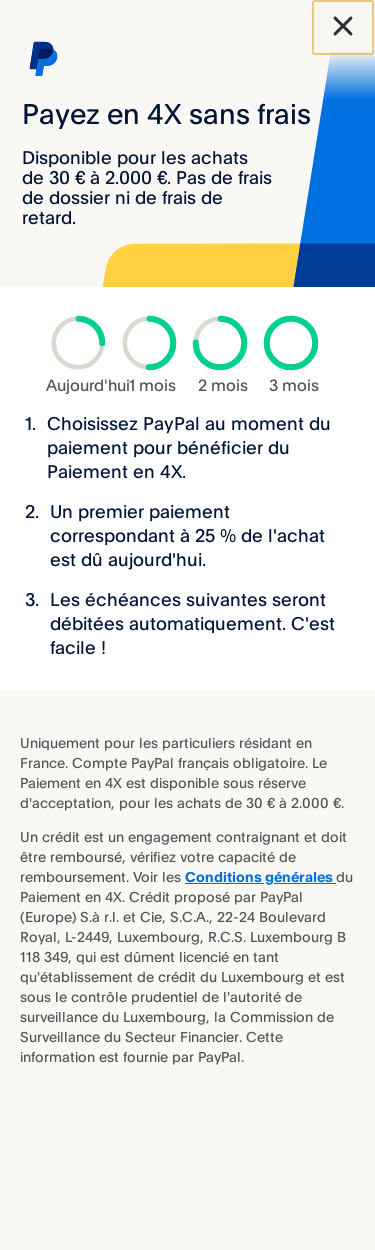 Payez en 4X sans frais
Disponible pour les achats
de 30 € à 2.000 €. Pas de frais
de dossier ni de frais de
retard.
Aujourd'hui 1 mois 2 mois 3 mois
1. Choisissez PayPal au moment du
paiement pour bénéficier du
Paiement en 4X.
2. Un premier paiement
correspondant à 25 % de l'achat
est dû aujourd'hui.
3. Les échéances suivantes seront
débitées automatiquement. C'est
facile !
Uniquement pour les particuliers résidant en
France. Compte PayPal français obligatoire. Le
Paiement en 4X est disponible sous réserve
d'acceptation, pour les achats de 30 € à 2.000 €.
Un crédit est un engagement contraignant et doit
être remboursé, vérifiez votre capacité de
remboursement. Voir les Conditions générales du
Paiement en 4X. Crédit proposé par PayPal
(Europe) S.à r.l. et Cie, S.C.A., 22-24 Boulevard
Royal, L-2449, Luxembourg, R.C.S. Luxembourg B
118 349, qui est dûment licencié en tant
qu'établissement de crédit du Luxembourg et est
sous le contrôle prudentiel de l'autorité de
surveillance du Luxembourg, la Commission de
Surveillance du Secteur Financier. Cette
information est fournie par PayPal.